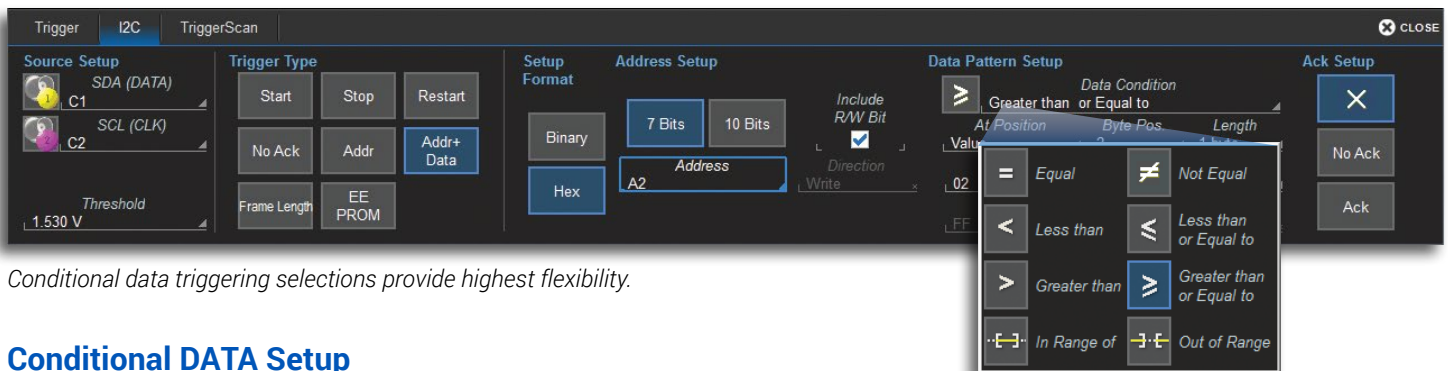 Trigger I2C TriggerScan CLOSE
Source Setup Trigger Type Setup Format Address Setup Data Pattern Setup Ack Setup
SDA (DATA)
C1
SCL (CLK)
C2
Threshold
1.530 V
Start Stop Restart
No Ack Addr Addr+ Data
Frame Length EE PROM
Binary
Hex
7 Bits 10 Bits
Include
R/W Bit
Address
A2
Direction
Write
Data Condition
Greater than or Equal to
At Position Byte Pos. Length
02
FF
= Equal ≠ Not Equal
< Less than ≤ Less than or Equal to
> Greater than ≥ Greater than or Equal to
In Range of Out of Range
No Ack
Ack
Conditional data triggering selections provide highest flexibility.
Conditional DATA Setup